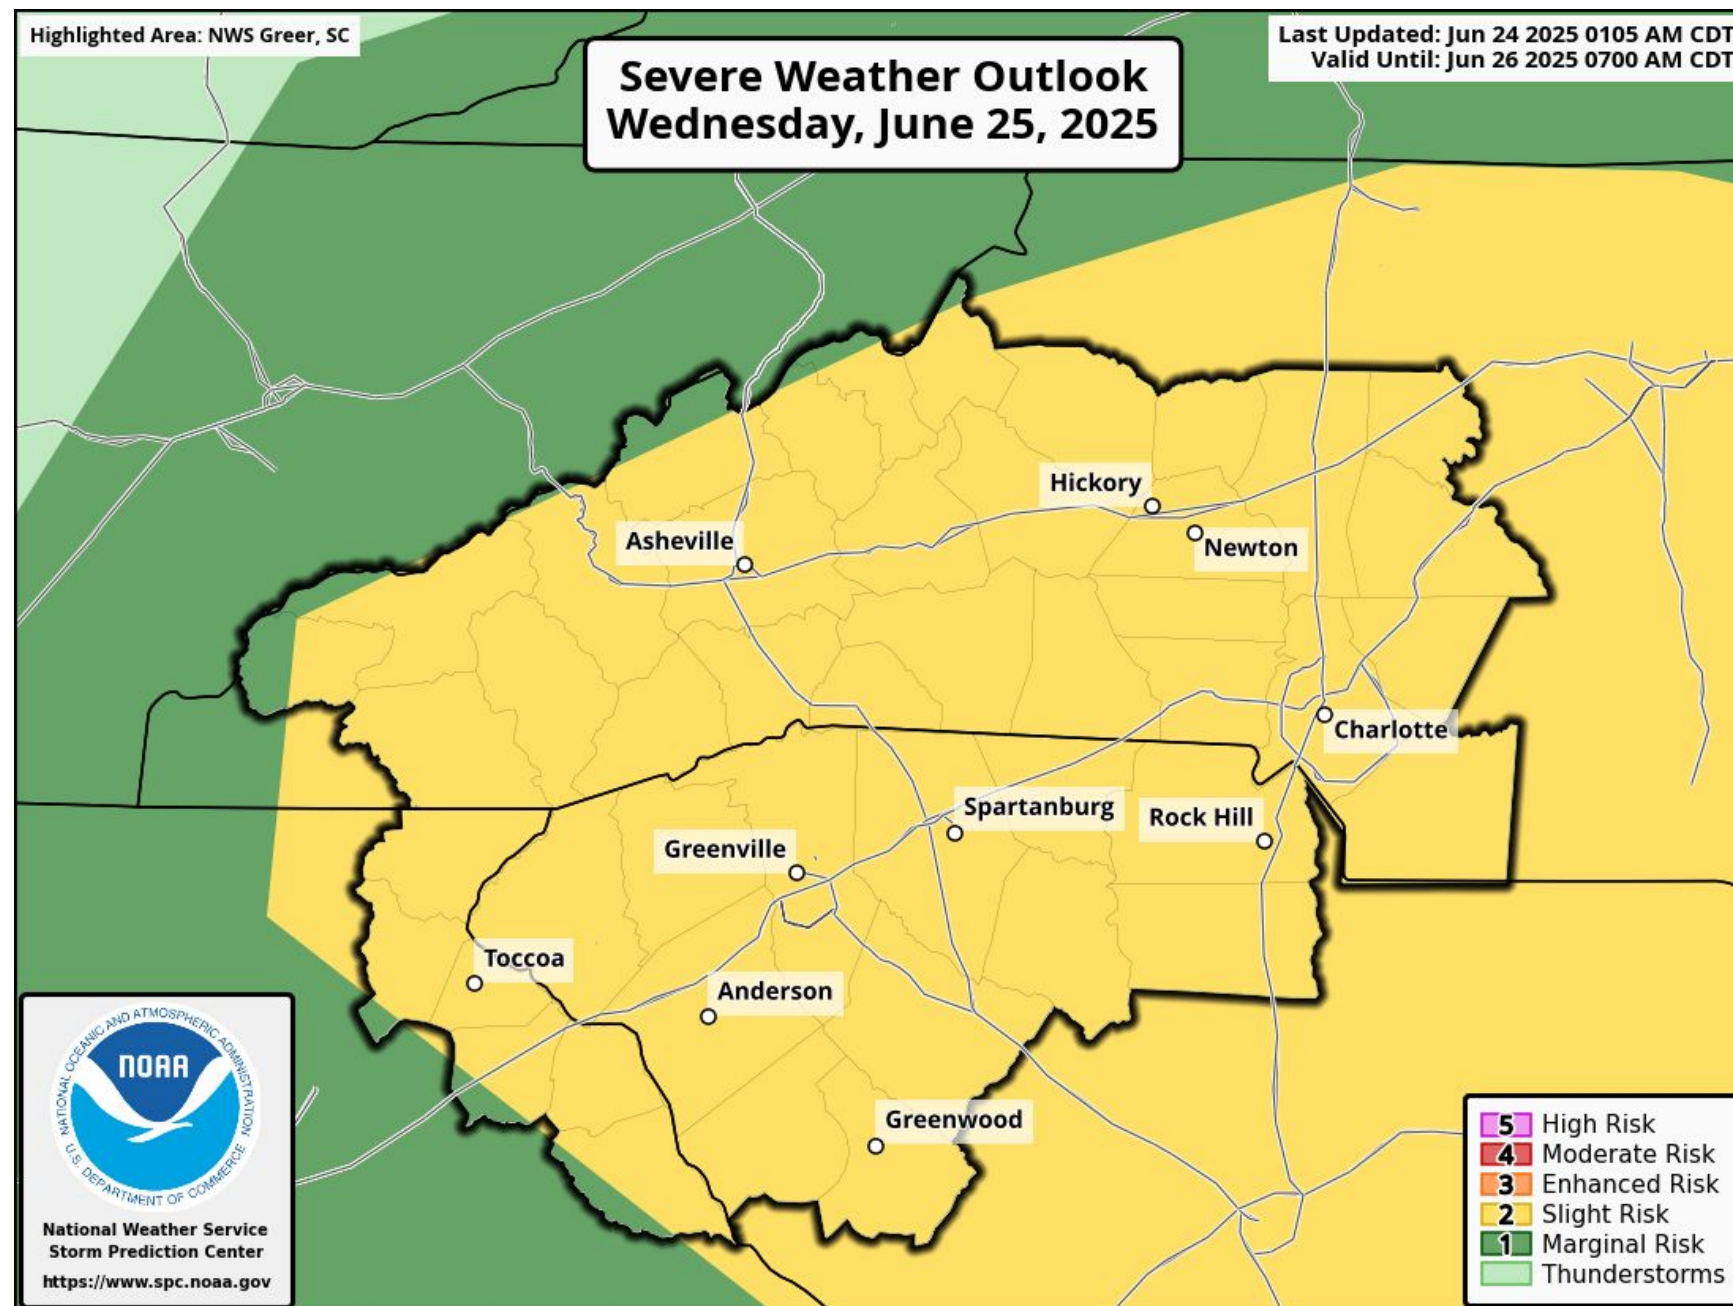 Highlighted Area: NWS Greer, SC
Last Updated: Jun 24 2025 0105 AM CDT
Valid Until: Jun 26 2025 0700 AM CDT
Severe Weather Outlook
Wednesday, June 25, 2025
Hickory
Asheville
Newton
Charlotte
Spartanburg
Rock Hill
Greenville
Toccoa
Anderson
Greenwood
NATIONAL OCEANIC AND ATMOSPHERIC ADMINISTRATION
NOAA
U.S. DEPARTMENT OF COMMERCE
National Weather Service
Storm Prediction Center
https://www.spc.noaa.gov
5 High Risk
4 Moderate Risk
3 Enhanced Risk
2 Slight Risk
1 Marginal Risk
Thunderstorms